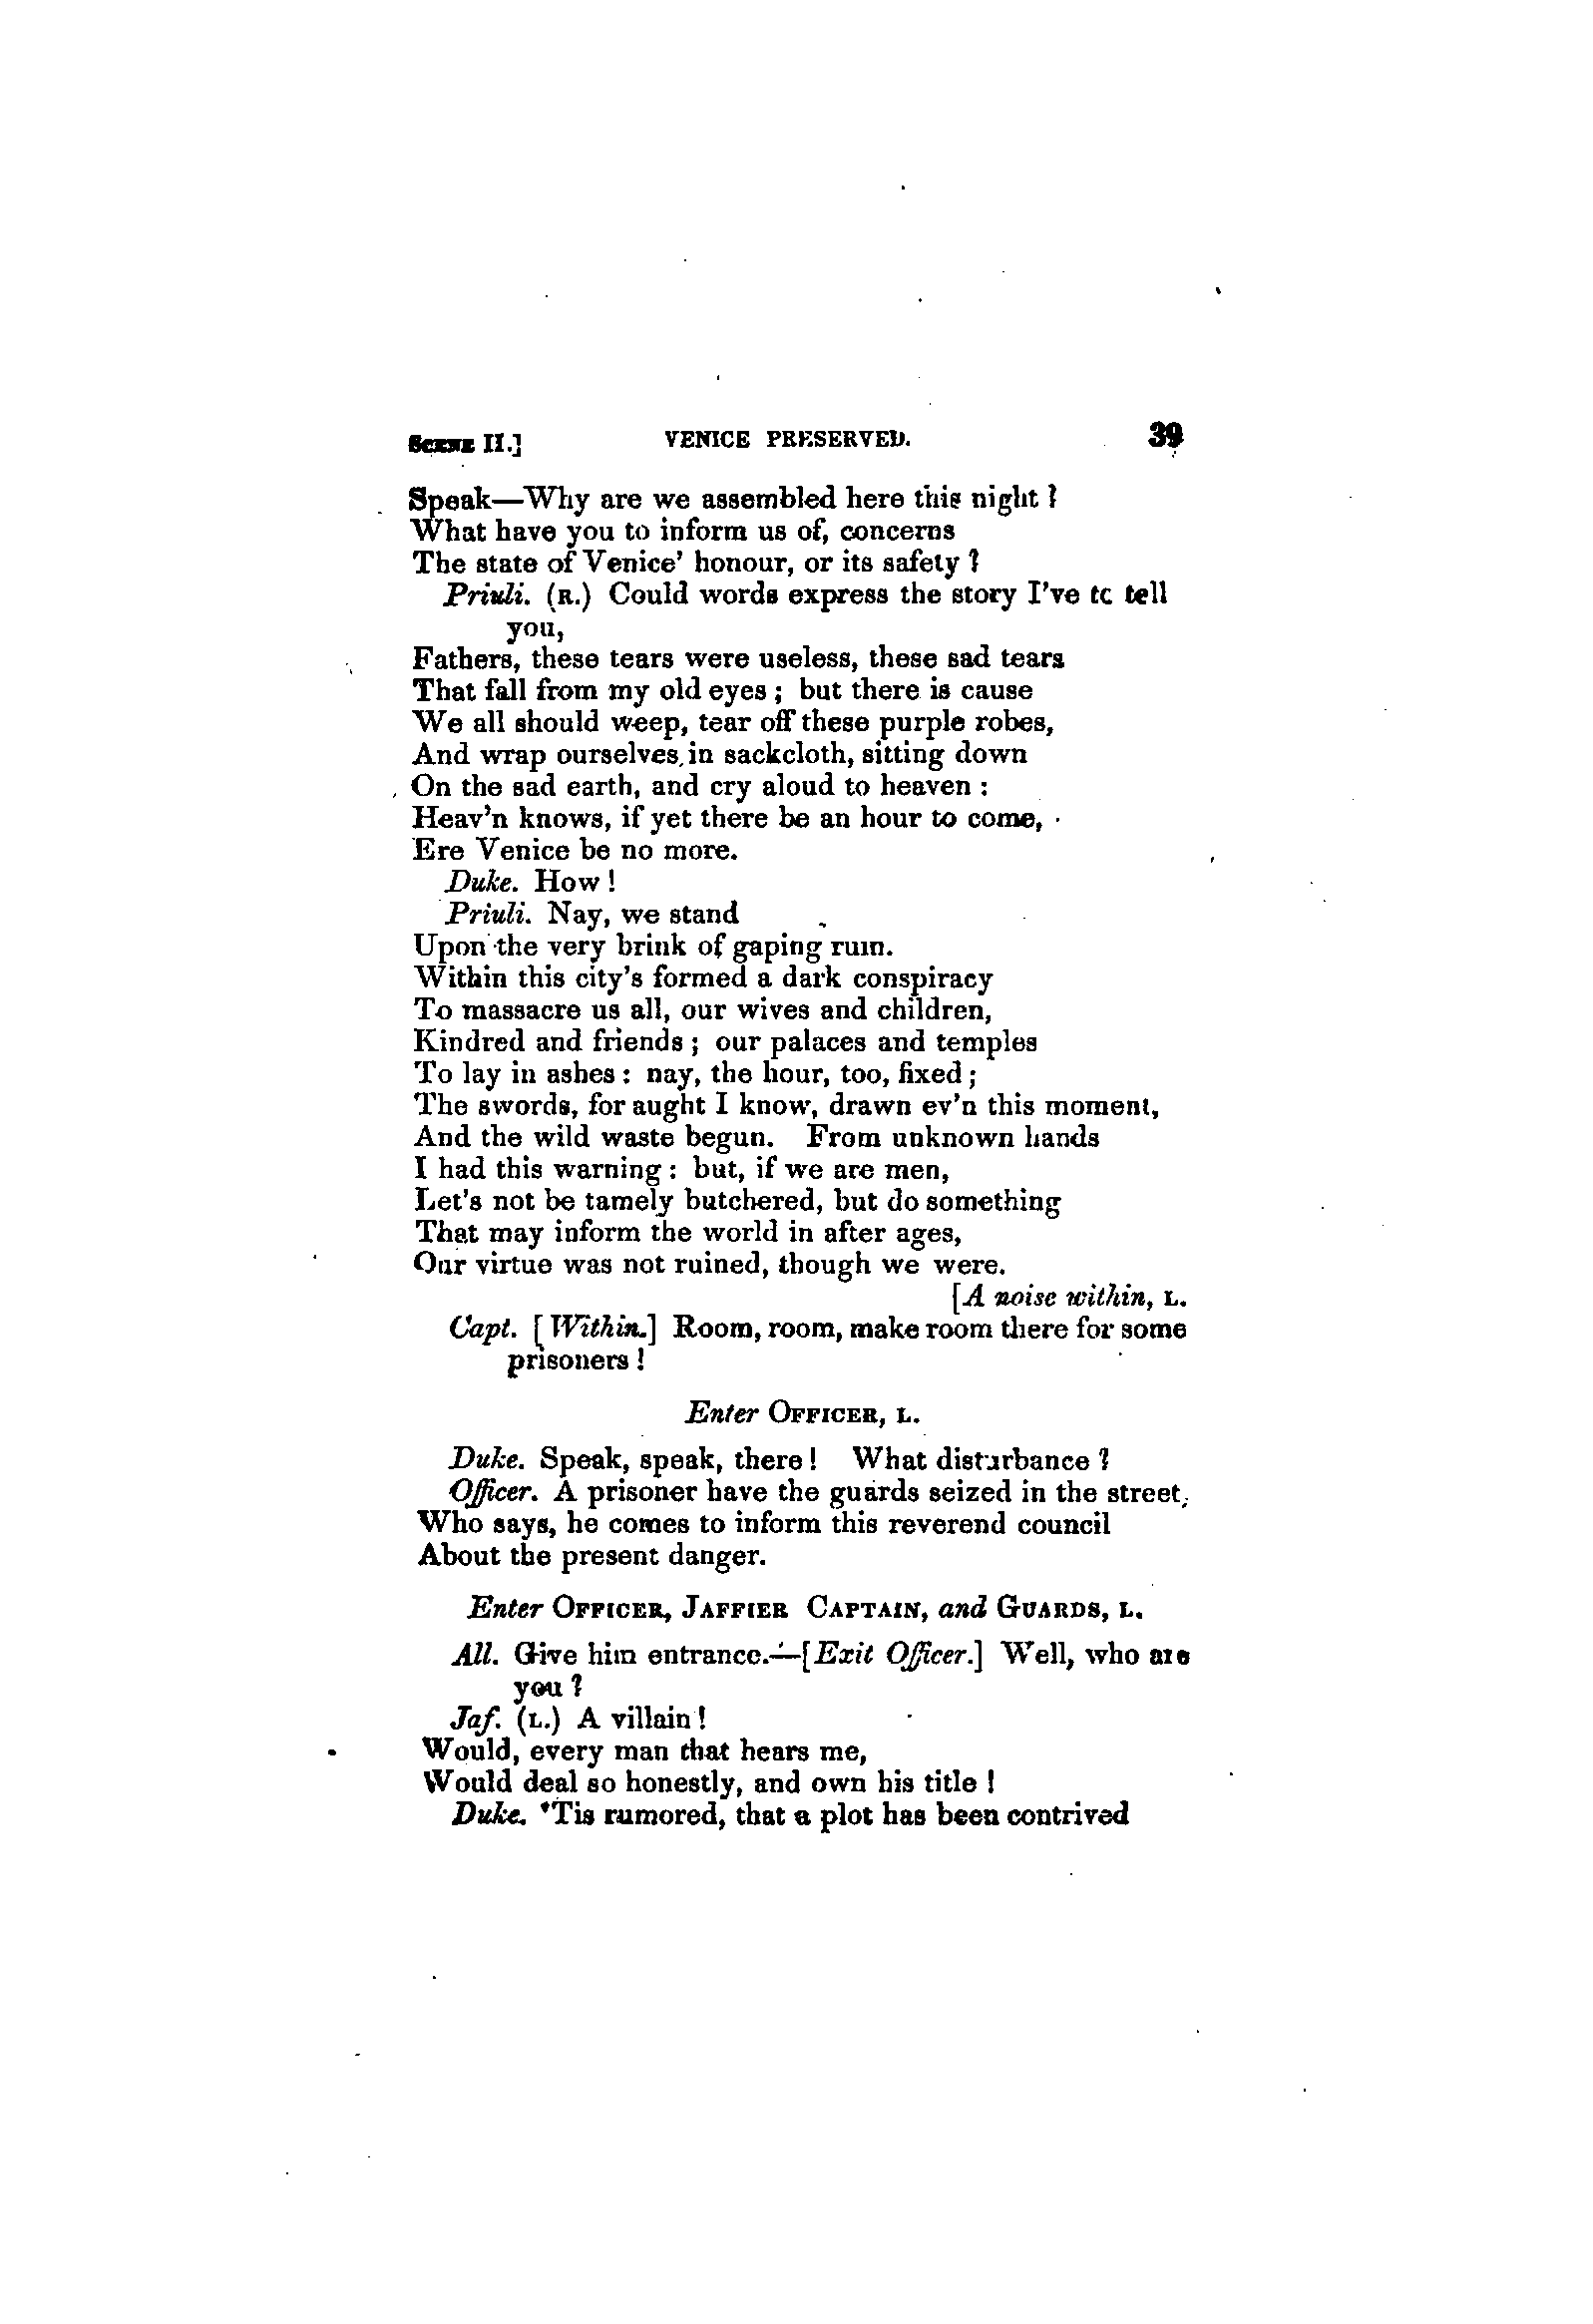 SCENE II.] VENICE PRESERVED. 39
Speak—Why are we assembled here this night?
What have you to inform us of, concerns
The state of Venice' honour, or its safety?
Priuli. (R.) Could words express the story I've to tell
you,
Fathers, these tears were useless, these sad tears
That fall from my old eyes; but there is cause
We all should weep, tear off these purple robes,
And wrap ourselves in sackcloth, sitting down
On the sad earth, and cry aloud to heaven:
Heav'n knows, if yet there be an hour to come,
Ere Venice be no more.
Duke. How!
Priuli. Nay, we stand
Upon the very brink of gaping ruin.
Within this city's formed a dark conspiracy
To massacre us all, our wives and children,
Kindred and friends; our palaces and temples
To lay in ashes: nay, the hour, too, fixed;
The swords, for aught I know, drawn ev'n this moment,
And the wild waste begun. From unknown hands
I had this warning: but, if we are men,
Let's not be tamely butchered, but do something
That may inform the world in after ages,
Our virtue was not ruined, though we were.
[A noise within, L.
Capt. [Within.] Room, room, make room there for some
prisoners!
Enter OFFICER, L.
Duke. Speak, speak, there! What disturbance?
Officer. A prisoner have the guards seized in the street,
Who says, he comes to inform this reverend council
About the present danger.
Enter OFFICER, JAFFIER CAPTAIN, and GUARDS, L.
All. Give him entrance.—[Exit Officer.] Well, who are
you?
Jaf. (L.) A villain!
Would, every man that hears me,
Would deal so honestly, and own his title!
Duke. 'Tis rumored, that a plot has been contrived